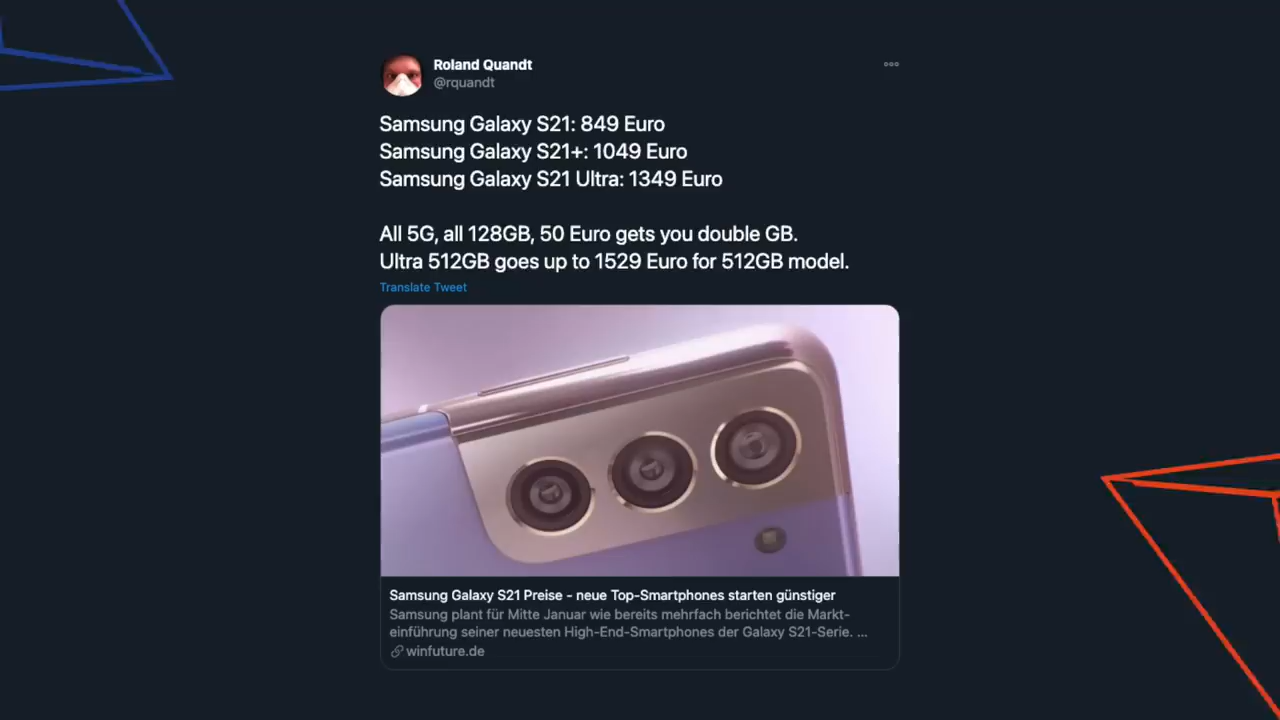 Roland Quandt
@rquandt
Samsung Galaxy S21: 849 Euro
Samsung Galaxy S21+: 1049 Euro
Samsung Galaxy S21 Ultra: 1349 Euro
All 5G, all 128GB, 50 Euro gets you double GB.
Ultra 512GB goes up to 1529 Euro for 512GB model.
Translate Tweet
Samsung Galaxy S21 Preise - neue Top-Smartphones starten günstiger
Samsung plant für Mitte Januar wie bereits mehrfach berichtet die Markt-
einführung seiner neuesten High-End-Smartphones der Galaxy S21-Serie. ...
winfuture.de